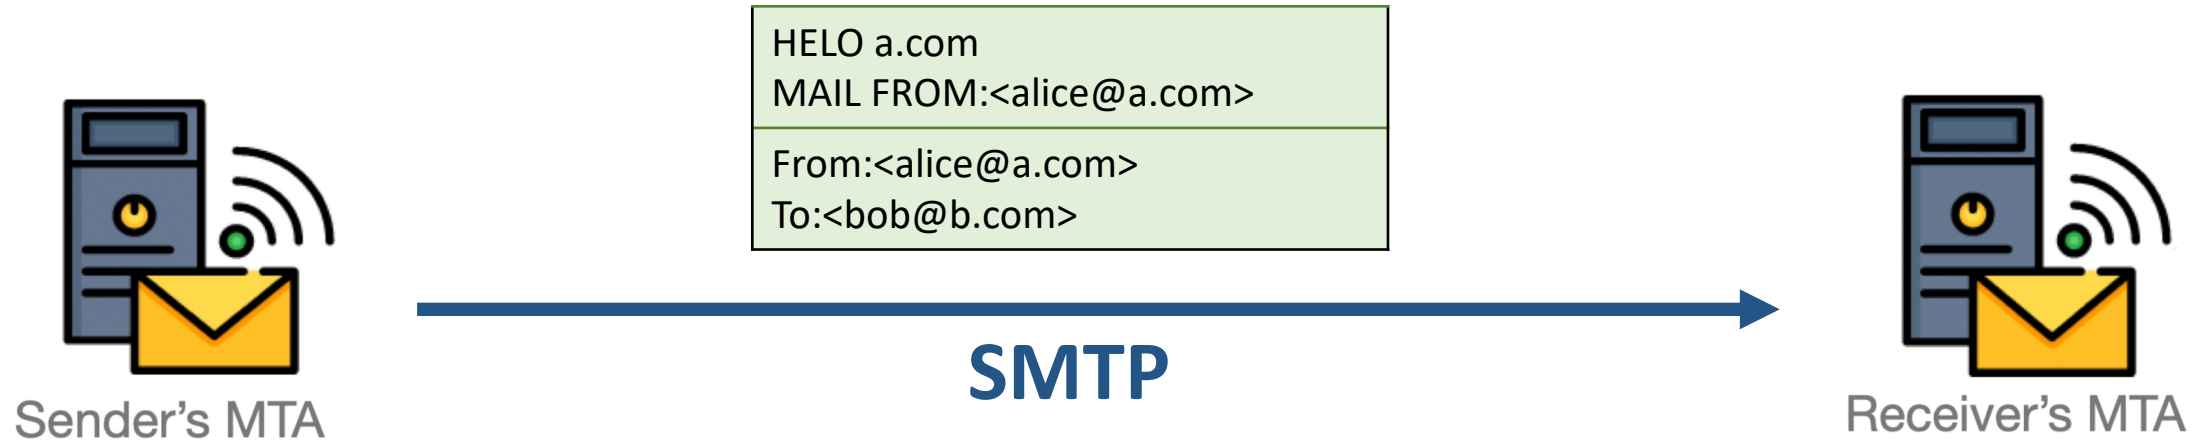 HELO a.com
MAIL FROM:<alice@a.com>
From:<alice@a.com>
To:<bob@b.com>
SMTP
Sender's MTA
Receiver's MTA